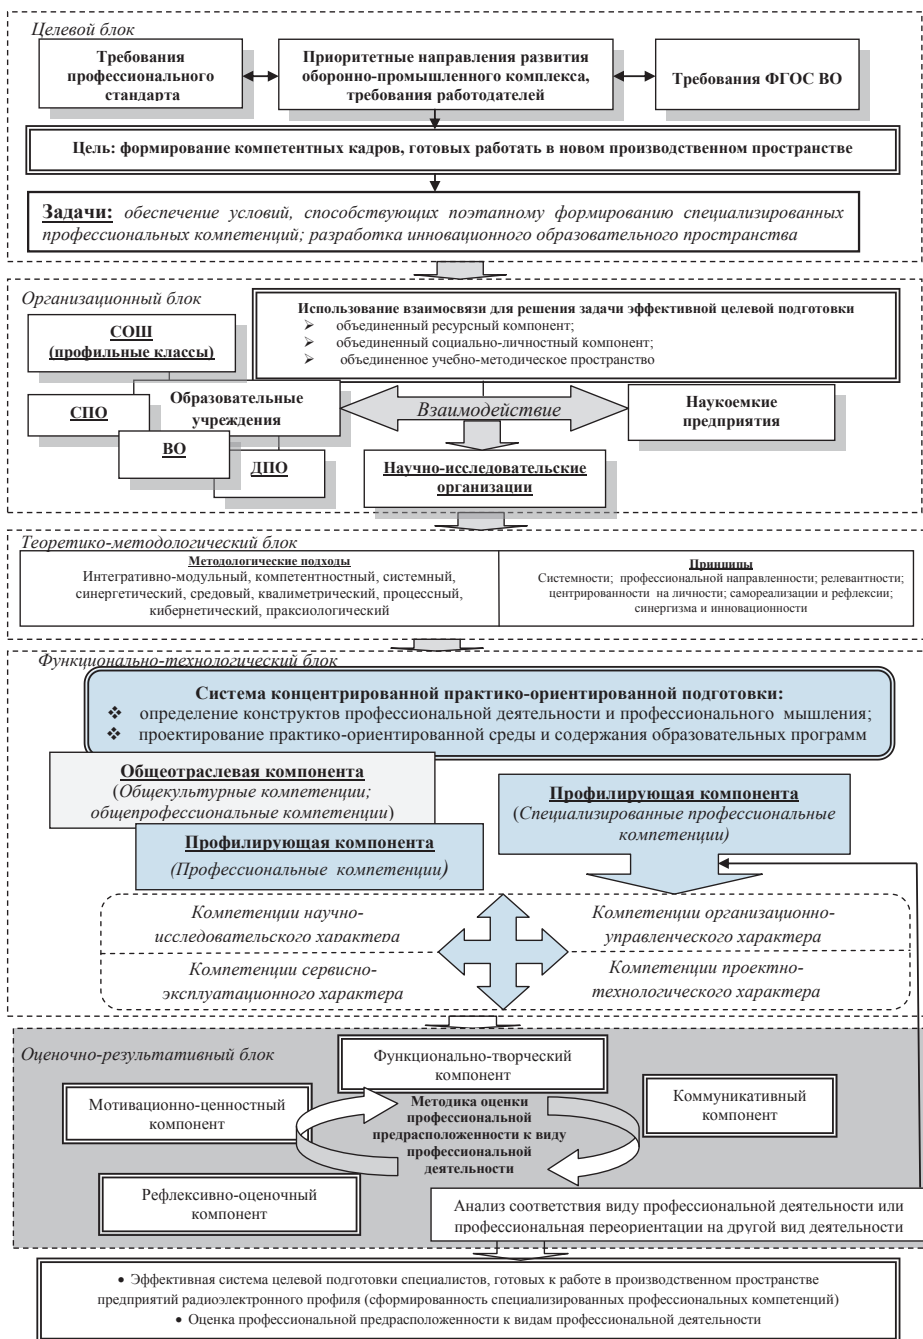 Целевой блок
Требования
профессионального
стандарта
Приоритетные направления развития
оборонно-промышленного комплекса,
требования работодателей
Требования ФГОС ВО
Цель: формирование компетентных кадров, готовых работать в новом производственном пространстве
Задачи: обеспечение условий, способствующих поэтапному формированию специализированных
профессиональных компетенций; разработка инновационного образовательного пространства
Организационный блок
Использование взаимосвязи для решения задачи эффективной целевой подготовки
➢ объединенный ресурсный компонент;
➢ объединенный социально-личностный компонент;
➢ объединенное учебно-методическое пространство
СОШ
(профильные классы)
Образовательные
учреждения
СПО
ВО
ДПО
Взаимодействие
Наукоемкие
предприятия
Научно-исследовательские
организации
Теоретико-методологический блок
Методологические подходы
Интегративно-модульный, компетентностный, системный,
синергетический, средовый, квалиметрический, процессный,
кибернетический, праксиологический
Принципы
Системности; профессиональной направленности; релевантности;
центрированности на личности; самореализации и рефлексии;
синергизма и инновационности
Функционально-технологический блок
Система концентрированной практико-ориентированной подготовки:
❖ определение конструктов профессиональной деятельности и профессионального мышления;
❖ проектирование практико-ориентированной среды и содержания образовательных программ
Общеотраслевая компонента
(Общекультурные компетенции;
общепрофессиональные компетенции)
Профилирующая компонента
(Профессиональные компетенции)
Профилирующая компонента
(Специализированные профессиональные
компетенции)
Компетенции научно-
исследовательского характера
Компетенции организационно-
управленческого характера
Компетенции сервисно-
эксплуатационного характера
Компетенции проектно-
технологического характера
Оценочно-результативный блок
Функционально-творческий
компонент
Мотивационно-ценностный
компонент
Методика оценки
профессиональной
предрасположенности к виду
профессиональной
деятельности
Коммуникативный
компонент
Рефлексивно-оценочный
компонент
Анализ соответствия виду профессиональной деятельности или
профессиональная переориентации на другой вид деятельности
• Эффективная система целевой подготовки специалистов, готовых к работе в производственном пространстве
предприятий радиоэлектронного профиля (сформированность специализированных профессиональных компетенций)
• Оценка профессиональной предрасположенности к видам профессиональной деятельности